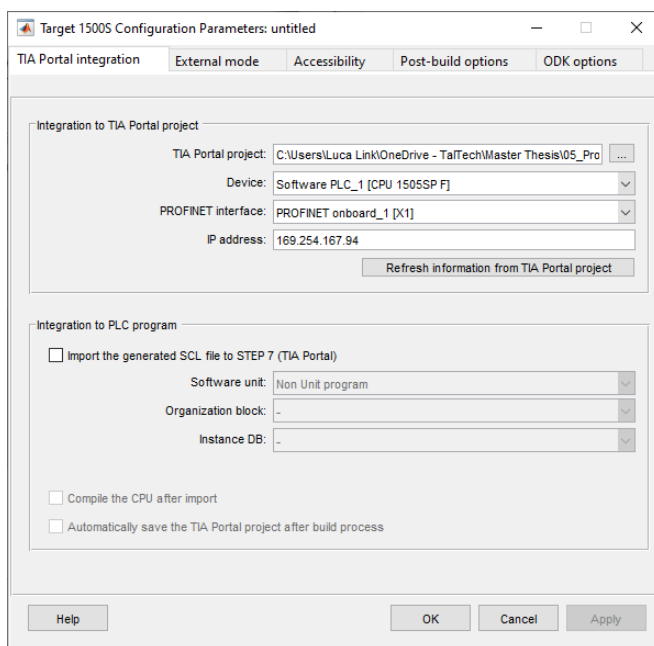 Target 1500S Configuration Parameters: untitled
TIA Portal integration External mode Accessibility Post-build options ODK options
Integration to TIA Portal project
TIA Portal project: C:\Users\Luca Link\OneDrive - TalTech\Master Thesis\05_Pro ...
Device: Software PLC_1 [CPU 1505SP F]
PROFINET interface: PROFINET onboard_1 [X1]
IP address: 169.254.167.94
Refresh information from TIA Portal project
Integration to PLC program
Import the generated SCL file to STEP 7 (TIA Portal)
Software unit: Non Unit program
Organization block: -
Instance DB: -
Compile the CPU after import
Automatically save the TIA Portal project after build process
Help OK Cancel Apply